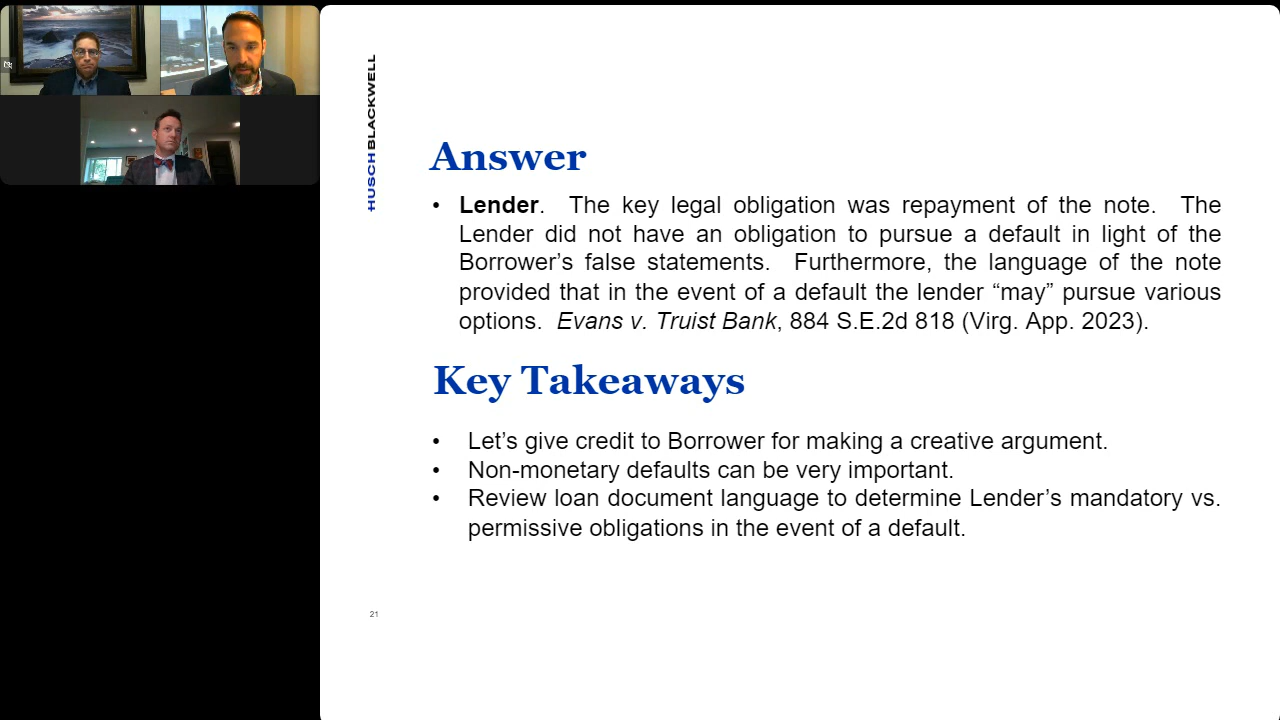 HUSCHBLACKWELL
Answer
• Lender. The key legal obligation was repayment of the note. The
Lender did not have an obligation to pursue a default in light of the
Borrower’s false statements. Furthermore, the language of the note
provided that in the event of a default the lender “may” pursue various
options. Evans v. Truist Bank, 884 S.E.2d 818 (Virg. App. 2023).
Key Takeaways
• Let’s give credit to Borrower for making a creative argument.
• Non-monetary defaults can be very important.
• Review loan document language to determine Lender’s mandatory vs.
permissive obligations in the event of a default.
21